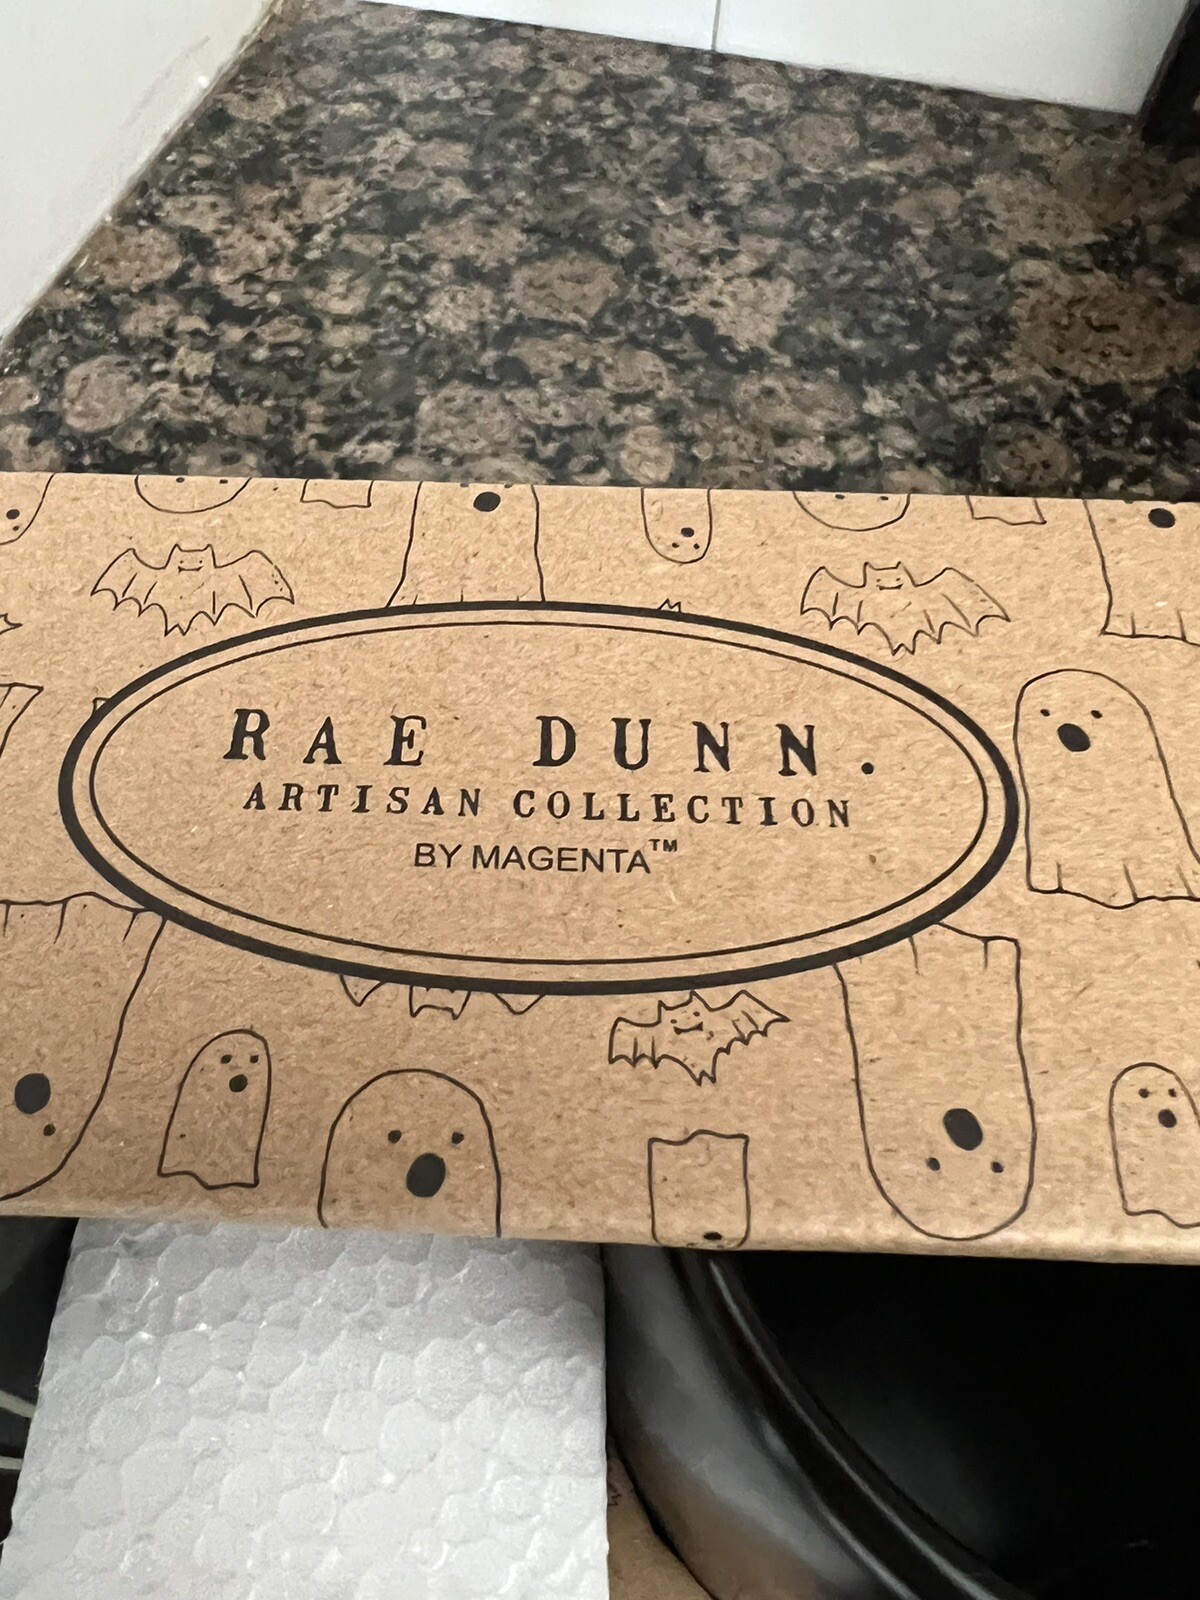 RAE DUNN.
ARTISAN COLLECTION
BY MAGENTA™